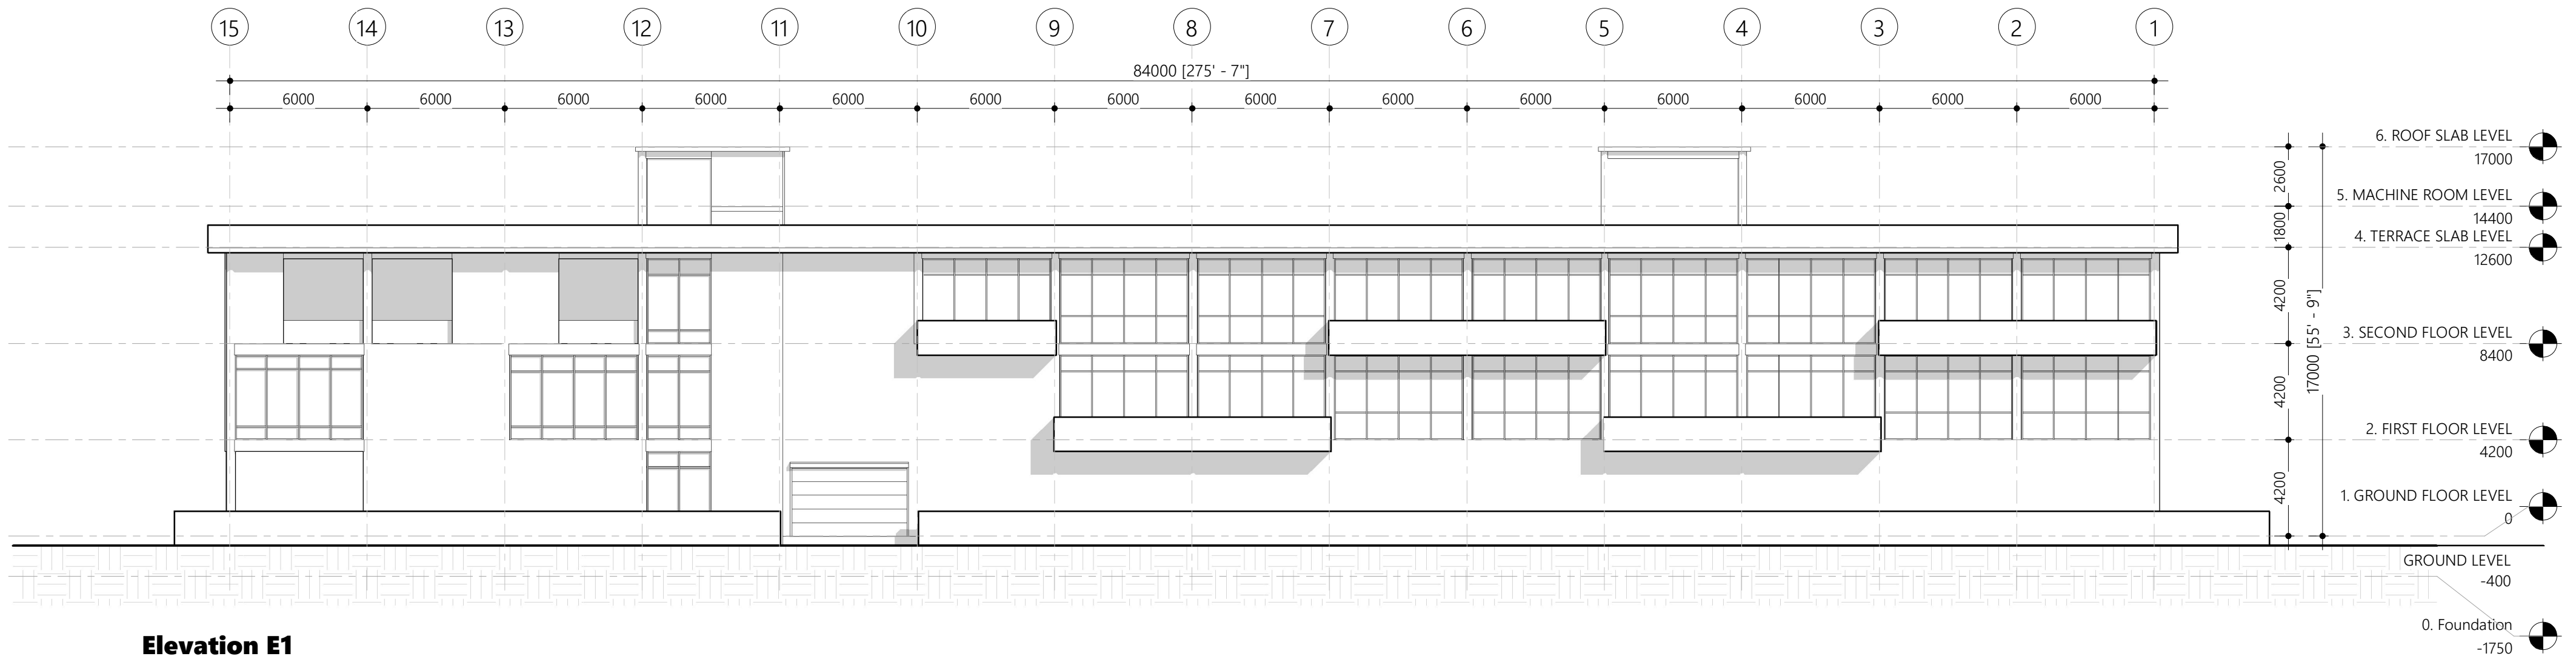 15 14 13 12 11 10 9 8 7 6 5 4 3 2 1
84000 [275' - 7"]
6000 6000 6000 6000 6000 6000 6000 6000 6000 6000 6000 6000 6000 6000
6. ROOF SLAB LEVEL
17000
2600
5. MACHINE ROOM LEVEL
14400
1800
4. TERRACE SLAB LEVEL
12600
4200
17000 [55' - 9"]
3. SECOND FLOOR LEVEL
8400
4200
2. FIRST FLOOR LEVEL
4200
4200
1. GROUND FLOOR LEVEL
0
GROUND LEVEL
-400
0. Foundation
-1750
Elevation E1